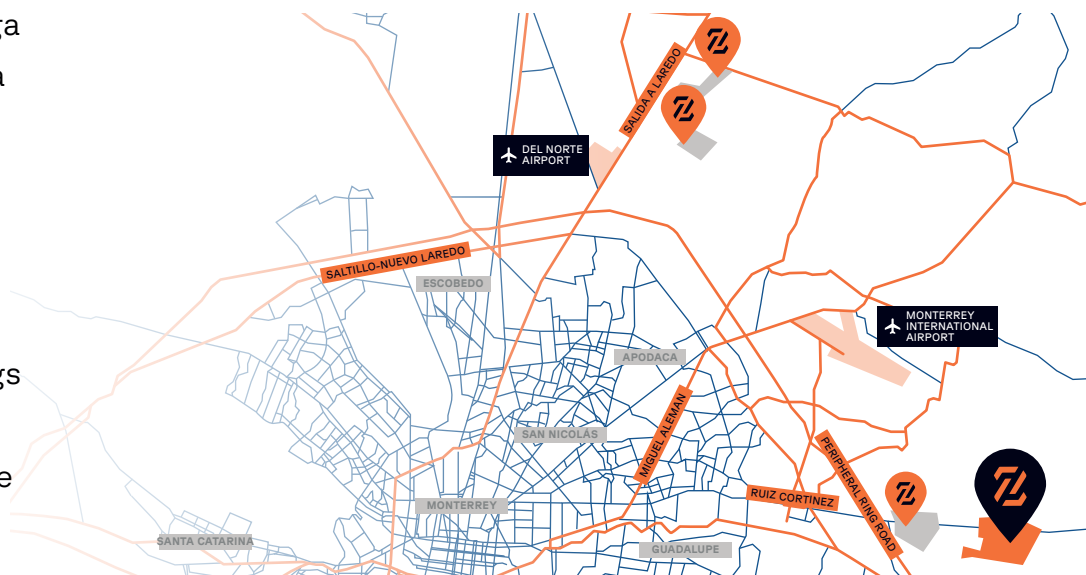 SALIDA A LAREDO
DEL NORTE
AIRPORT
SALTILLO-NUEVO LAREDO
ESCOBEDO
MONTERREY
INTERNATIONAL
AIRPORT
APODACA
MIGUEL ALEMAN
SAN NICOLÁS
PERIPHERAL RING ROAD
RUIZ CORTINEZ
MONTERREY
SANTA CATARINA
GUADALUPE